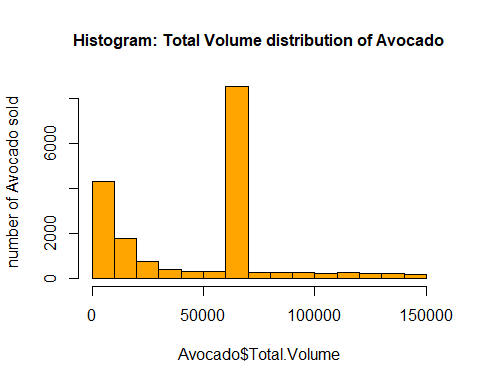 Histogram: Total Volume distribution of Avocado
number of Avocado sold
6000
2000
0
0 50000 100000 150000
Avocado$Total.Volume